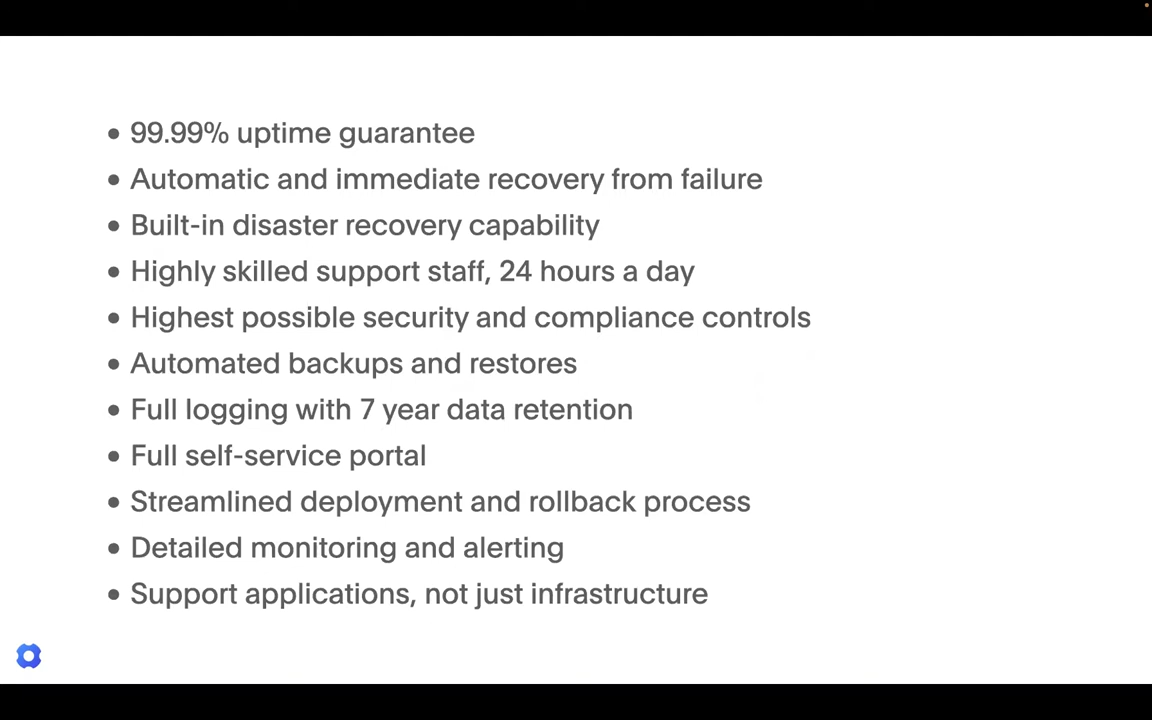 • 99.99% uptime guarantee
• Automatic and immediate recovery from failure
• Built-in disaster recovery capability
• Highly skilled support staff, 24 hours a day
• Highest possible security and compliance controls
• Automated backups and restores
• Full logging with 7 year data retention
• Full self-service portal
• Streamlined deployment and rollback process
• Detailed monitoring and alerting
• Support applications, not just infrastructure